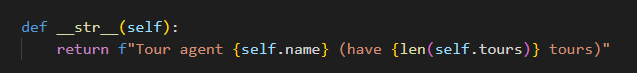 def __str__(self):
    return f"Tour agent {self.name} (have {len(self.tours)} tours)"